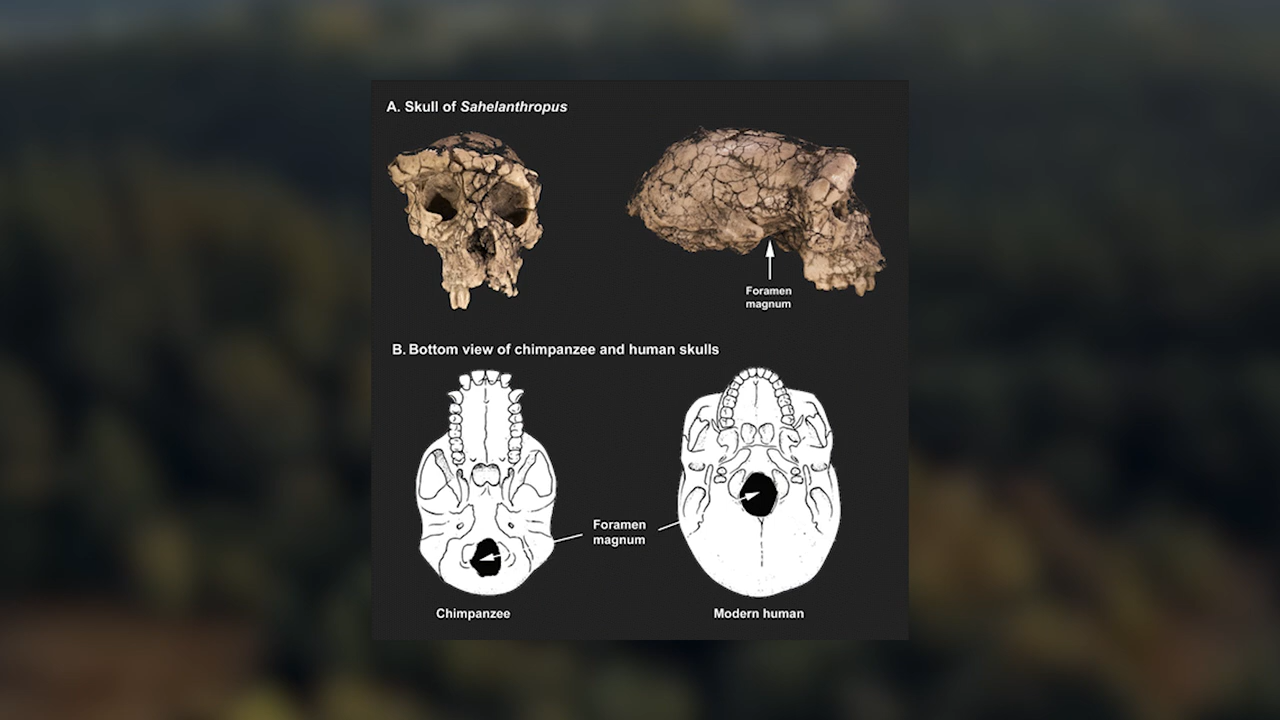 A. Skull of Sahelanthropus
Foramen
magnum
B. Bottom view of chimpanzee and human skulls
Foramen
magnum
Chimpanzee
Modern human